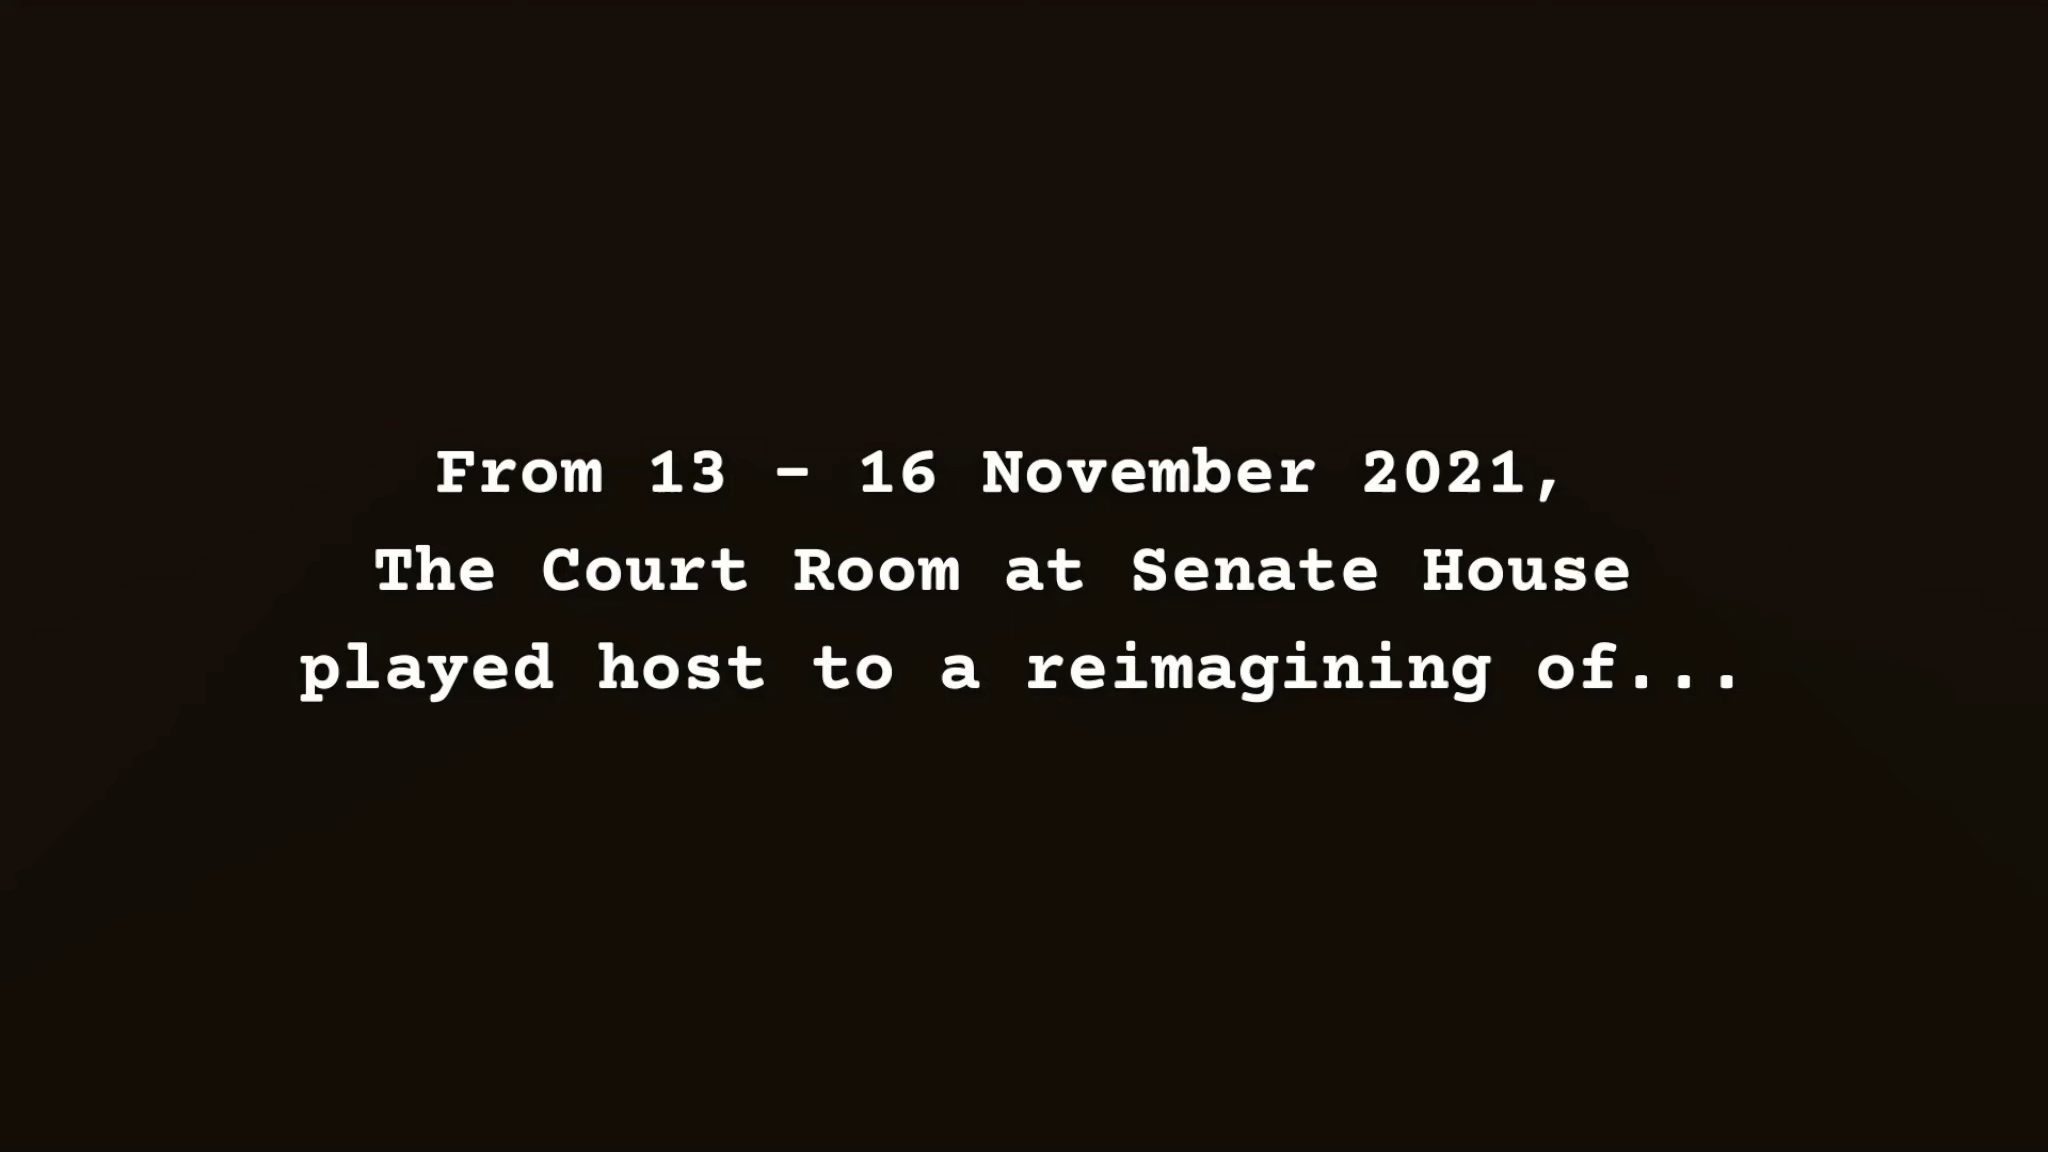 From 13 – 16 November 2021,
The Court Room at Senate House
played host to a reimagining of...